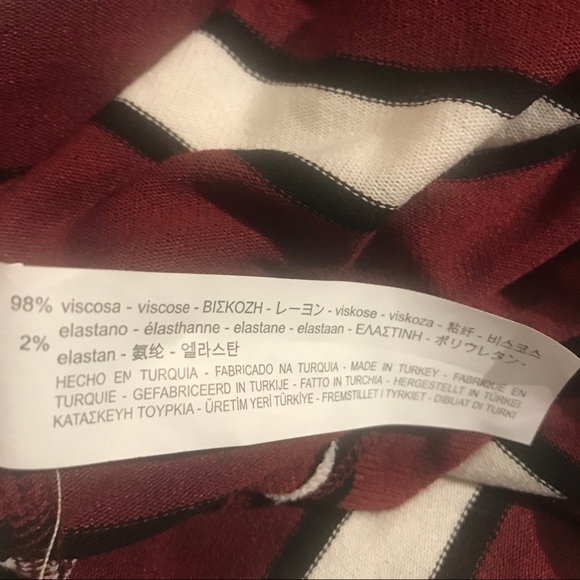 98% viscosa - viscose - ΒΙΣΚΟΖΗ - レーヨン - viskose - viskoza - 粘纤 - 비스코스
2% elastano - élasthanne - elastane - elastaan - ΕΛΑΣΤΙΝΗ - ポリウレタン -
elastan - 氨纶 - 엘라스탄
HECHO EN TURQUIA - FABRICADO NA TURQUIA - MADE IN TURKEY - FABRIQUÉ EN
TURQUIE - GEFABRICEERD IN TURKIJE - FATTO IN TURCHIA - HERGESTELLT IN TÜRKEI
ΚΑΤΑΣΚΕΥΗ ΤΟΥΡΚΙΑ - ÜRETİM YERİ TÜRKİYE - FREMSTILLET I TYRKIET - DIBUAT DI TURKI